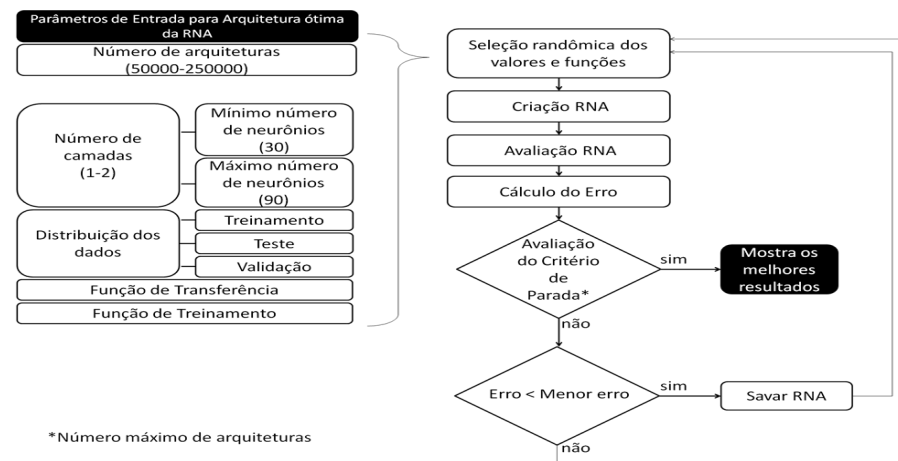 Parâmetros de Entrada para Arquitetura ótima
da RNA
Número de arquiteturas
(50000-250000)
Número de
camadas
(1-2)
Mínimo número
de neurônios
(30)
Máximo número
de neurônios
(90)
Distribuição dos
dados
Treinamento
Teste
Validação
Função de Transferência
Função de Treinamento
*Número máximo de arquiteturas
Seleção randômica dos
valores e funções
Criação RNA
Avaliação RNA
Cálculo do Erro
Avaliação
do Critério
de
Parada*
sim
Mostra os
melhores
resultados
não
Erro < Menor erro
sim
Savar RNA
não